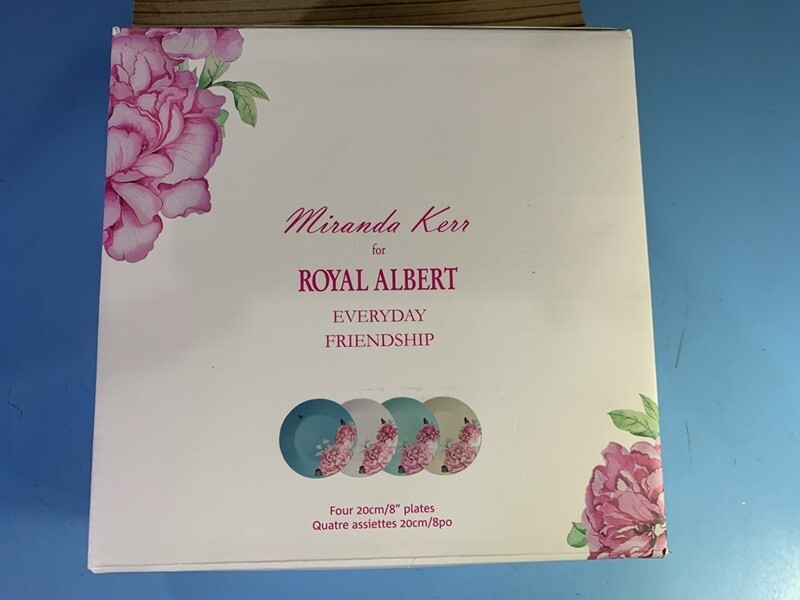 Miranda Kerr
for
ROYAL ALBERT
EVERYDAY
FRIENDSHIP
Four 20cm/8" plates
Quatre assiettes 20cm/8po